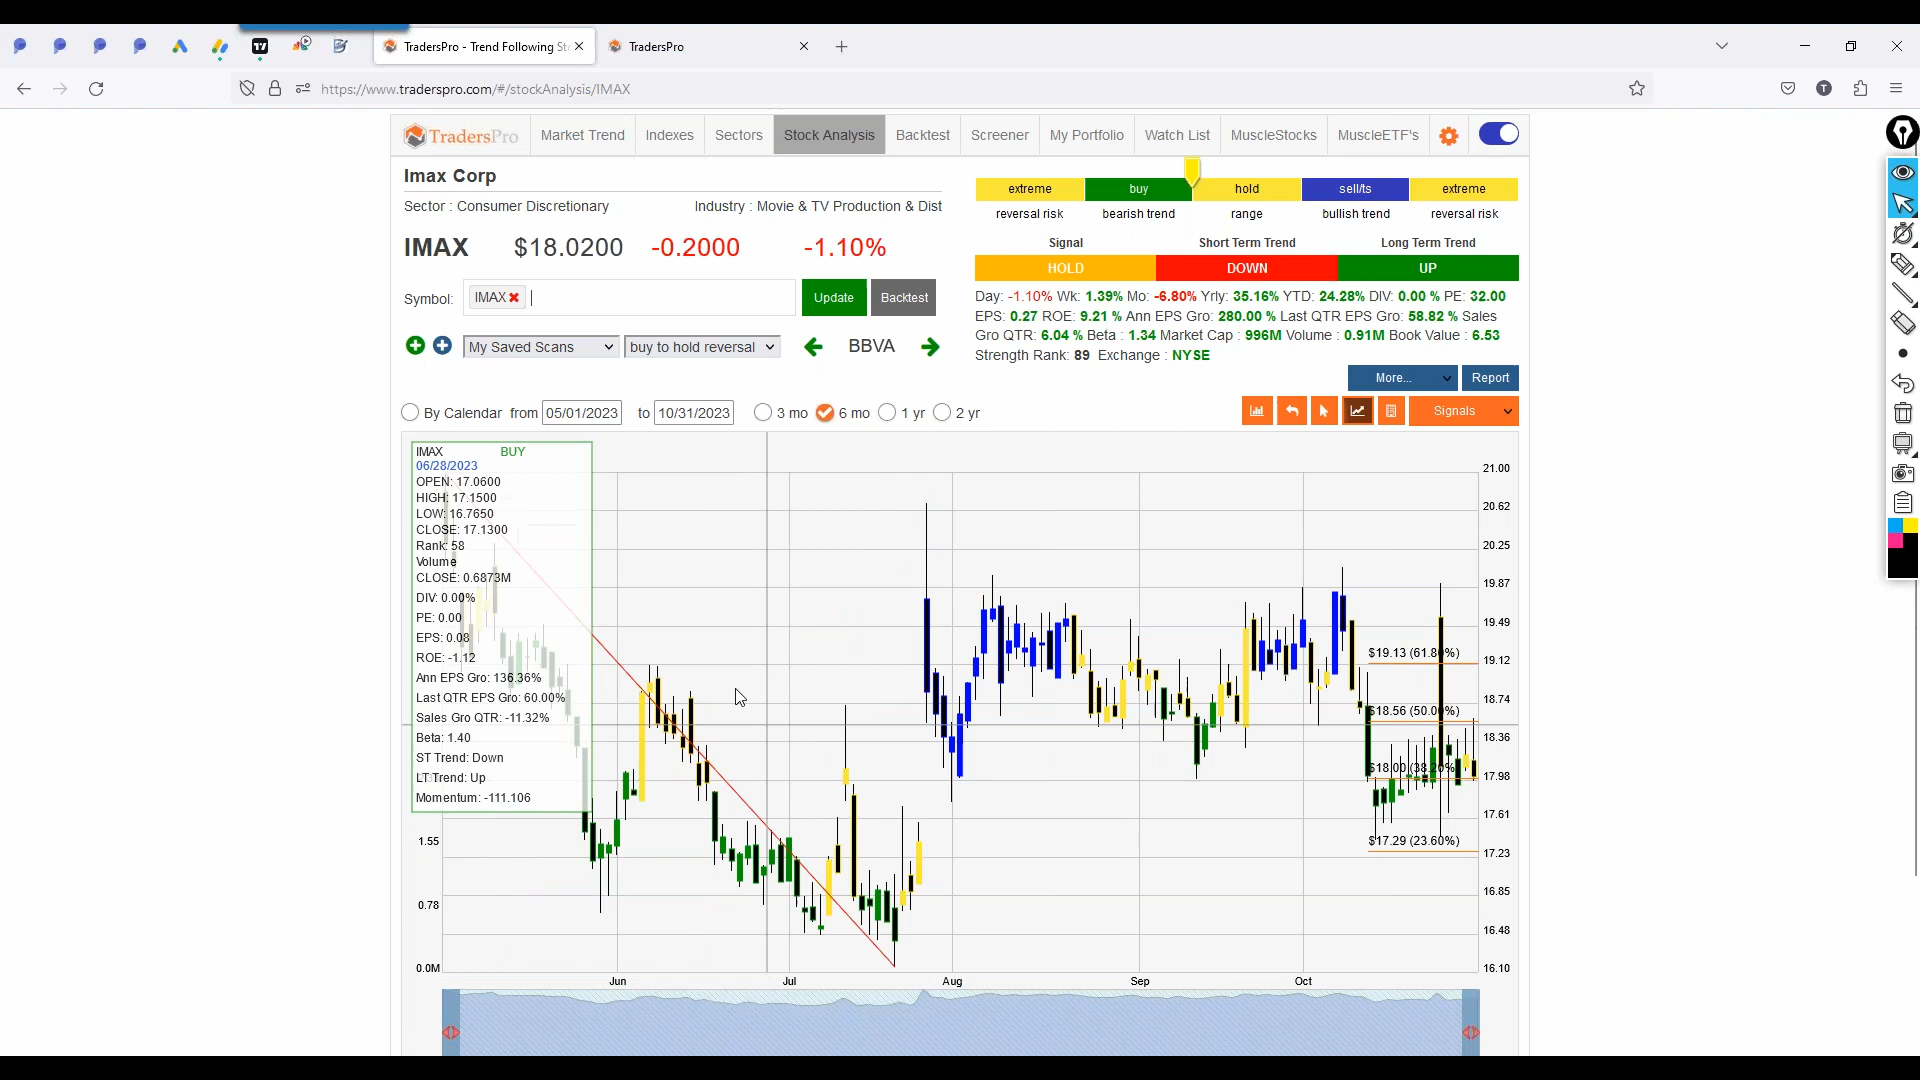 TradersPro - Trend Following St
TradersPro
https://www.traderspro.com/#/stockAnalysis/IMAX
T
TradersPro Market Trend Indexes Sectors Stock Analysis Backtest Screener My Portfolio Watch List MuscleStocks MuscleETF's
Imax Corp
Sector : Consumer Discretionary Industry : Movie & TV Production & Dist
IMAX $18.0200 -0.2000 -1.10%
Symbol: IMAX Update Backtest
My Saved Scans buy to hold reversal BBVA
extreme buy hold sell/ts extreme
reversal risk bearish trend range bullish trend reversal risk
Signal Short Term Trend Long Term Trend
HOLD DOWN UP
Day: -1.10% Wk: 1.39% Mo: -6.80% Yrly: 35.16% YTD: 24.28% DIV: 0.00 % PE: 32.00
EPS: 0.27 ROE: 9.21 % Ann EPS Gro: 280.00 % Last QTR EPS Gro: 58.82 % Sales
Gro QTR: 6.04 % Beta : 1.34 Market Cap : 996M Volume : 0.91M Book Value : 6.53
Strength Rank: 89 Exchange : NYSE
More... Report
By Calendar from 05/01/2023 to 10/31/2023 3 mo 6 mo 1 yr 2 yr
Signals
IMAX BUY
06/28/2023
OPEN: 17.0600
HIGH: 17.1500
LOW: 16.7650
CLOSE: 17.1300
Rank: 58
Volume
CLOSE: 0.6873M
DIV: 0.00%
PE: 0.00
EPS: 0.08
ROE: -1.12
Ann EPS Gro: 136.36%
Last QTR EPS Gro: 60.00%
Sales Gro QTR: -11.32%
Beta: 1.40
ST Trend: Down
LT Trend: Up
Momentum: -111.106
1.55
0.78
0.0M
$19.13 (61.80%)
$18.56 (50.00%)
$18.00 (38.20%)
$17.29 (23.60%)
21.00
20.62
20.25
19.87
19.49
19.12
18.74
18.36
17.98
17.61
17.23
16.85
16.48
16.10
Jun Jul Aug Sep Oct